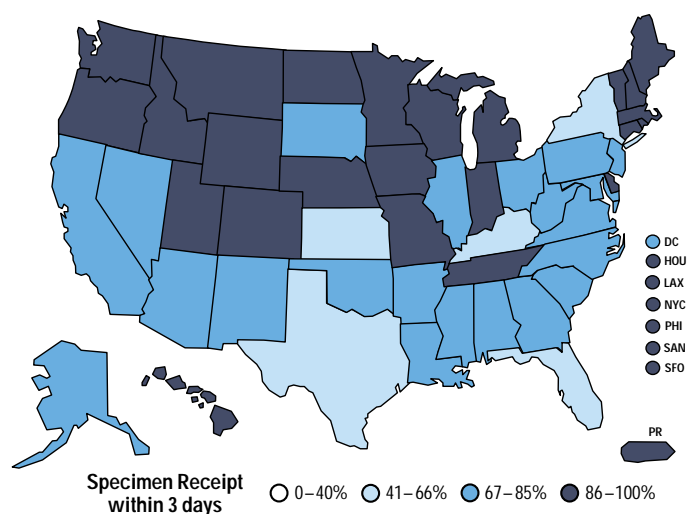 DC
HOU
LAX
NYC
PHI
SAN
SFO
PR
Specimen Receipt
within 3 days
0–40%
41–66%
67–85%
86–100%